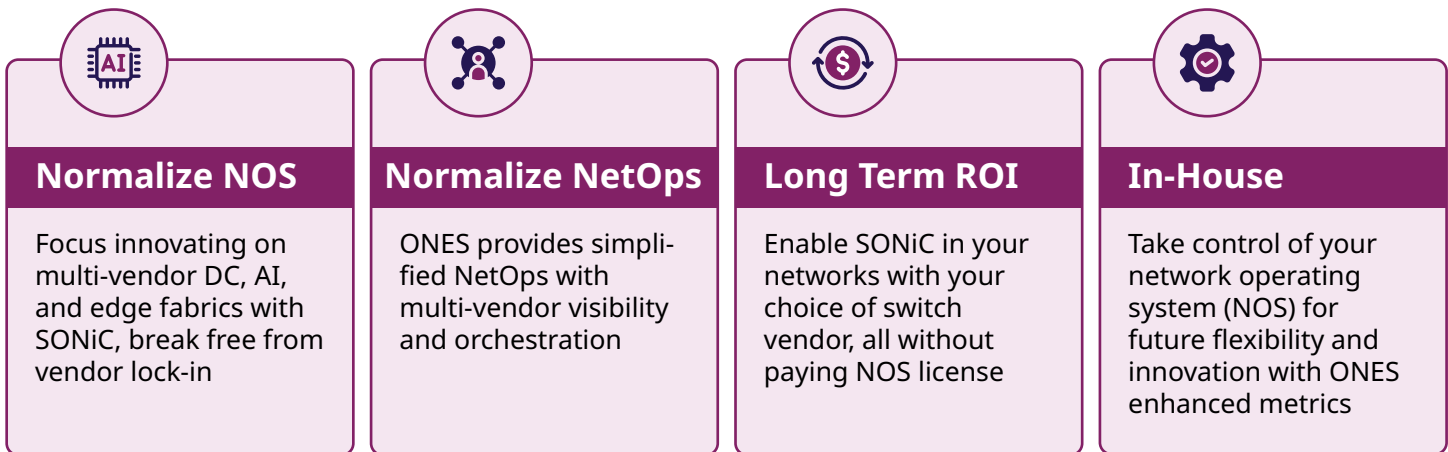 AI
$
Normalize NOS
Focus innovating on
multi-vendor DC, AI,
and edge fabrics with
SONiC, break free from
vendor lock-in
Normalize NetOps
ONES provides simpli-
fied NetOps with
multi-vendor visibility
and orchestration
Long Term ROI
Enable SONiC in your
networks with your
choice of switch
vendor, all without
paying NOS license
In-House
Take control of your
network operating
system (NOS) for
future flexibility and
innovation with ONES
enhanced metrics